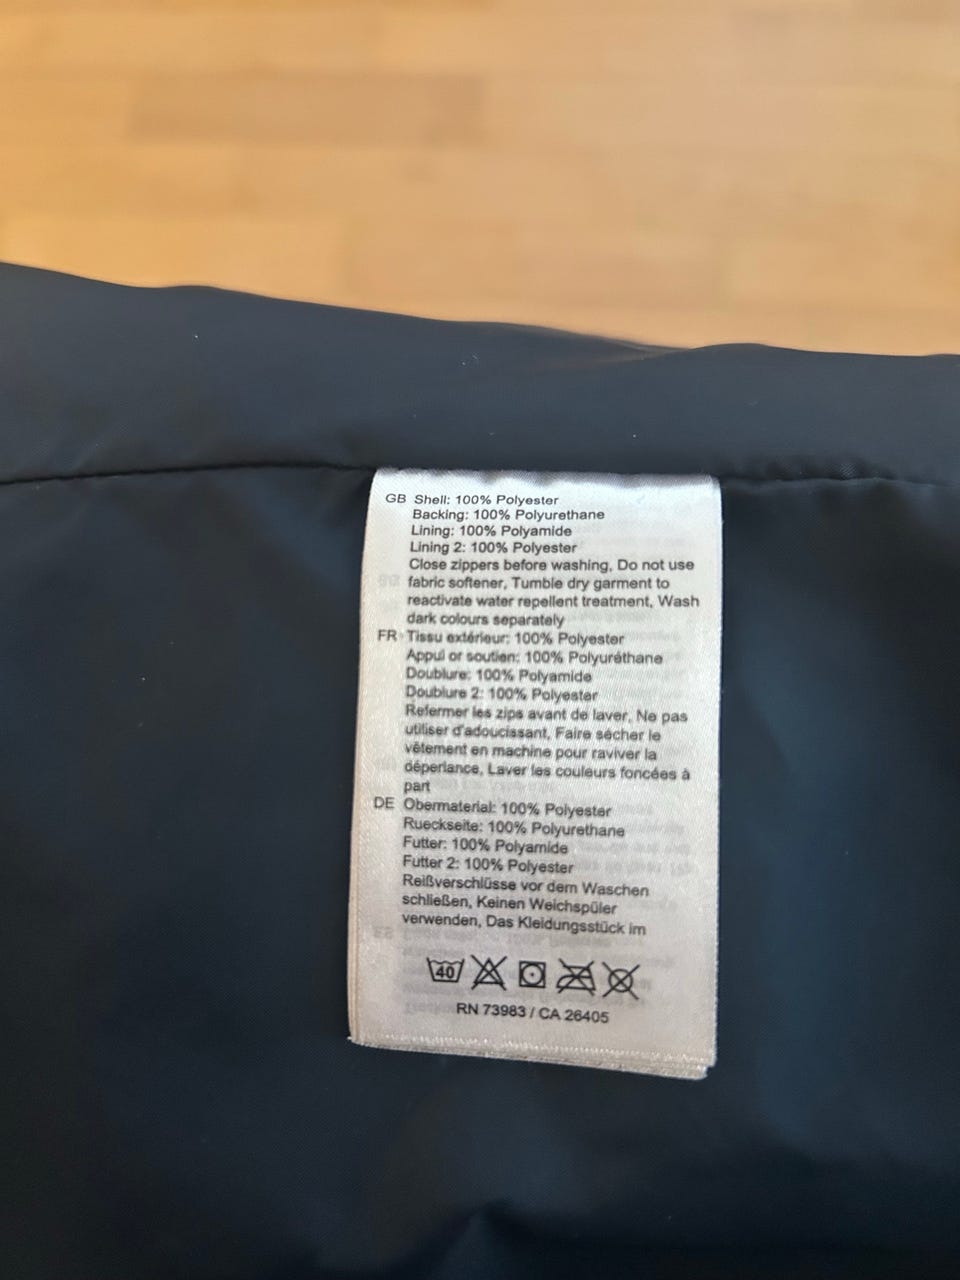 GB Shell: 100% Polyester
Backing: 100% Polyurethane
Lining: 100% Polyamide
Lining 2: 100% Polyester
Close zippers before washing, Do not use
fabric softener, Tumble dry garment to
reactivate water repellent treatment, Wash
dark colours separately
FR Tissu extérieur: 100% Polyester
Appui or soutien: 100% Polyuréthane
Doublure: 100% Polyamide
Doublure 2: 100% Polyester
Refermer les zips avant de laver, Ne pas
utiliser d'adoucissant, Faire sécher le
vêtement en machine pour raviver la
déperlance, Laver les couleurs foncées à
part
DE Obermaterial: 100% Polyester
Rueckseite: 100% Polyurethane
Futter: 100% Polyamide
Futter 2: 100% Polyester
Reißverschlüsse vor dem Waschen
schließen, Keinen Weichspüler
verwenden, Das Kleidungsstück im
40
RN 73983 / CA 26405